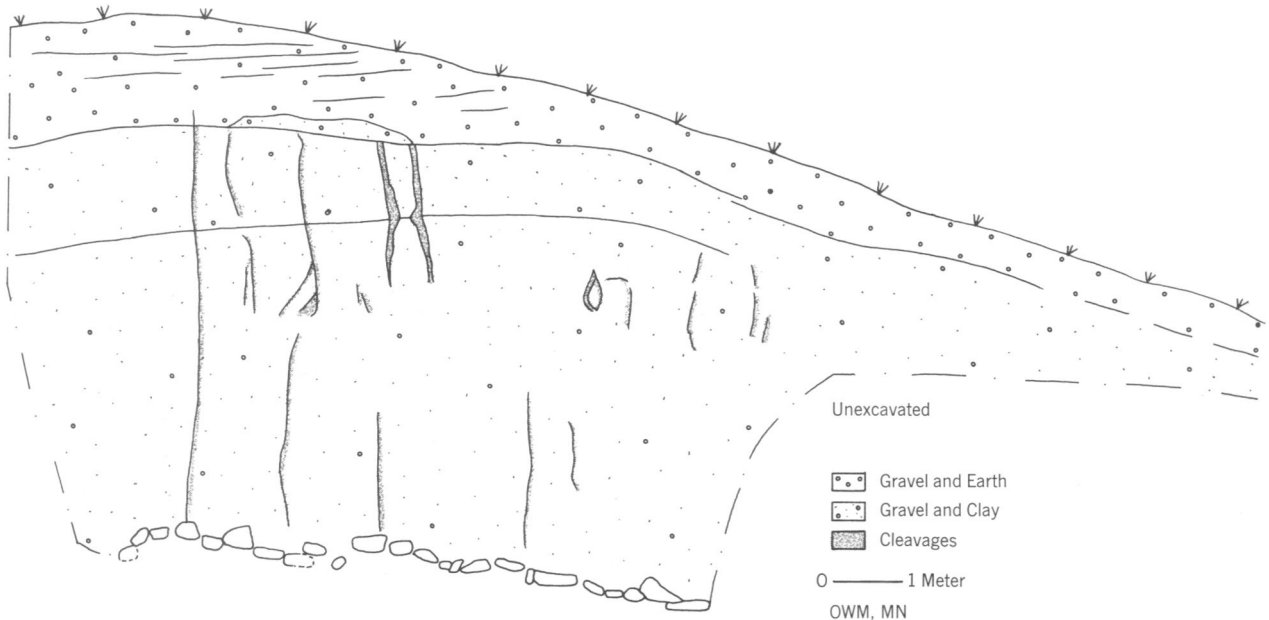 Unexcavated
Gravel and Earth
Gravel and Clay
Cleavages
0 1 Meter
OWM, MN